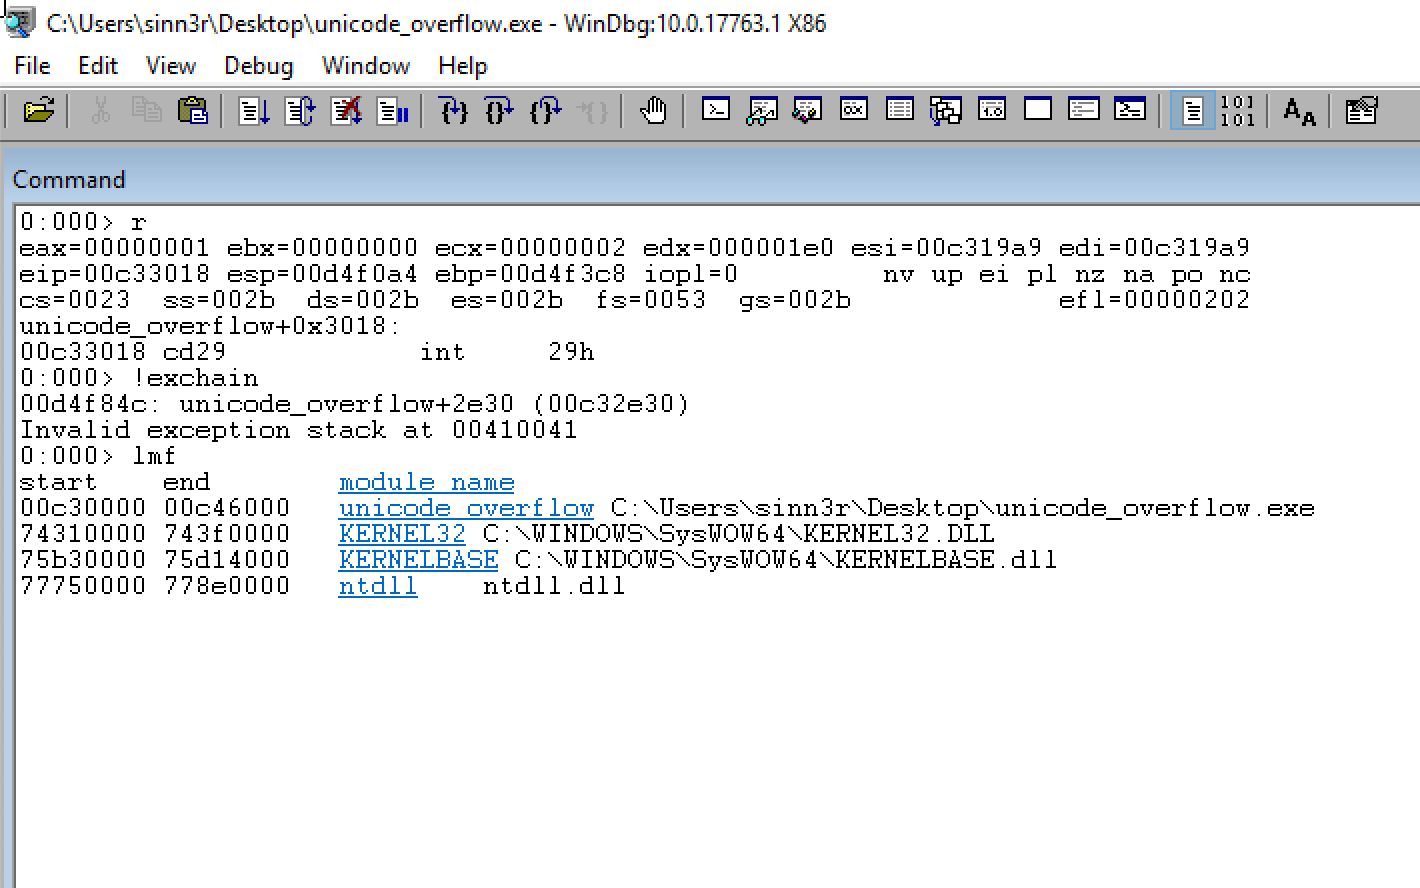 C:\Users\sinn3r\Desktop\unicode_overflow.exe - WinDbg:10.0.17763.1 X86
File Edit View Debug Window Help
101
101
AA
Command
0:000> r
eax=00000001 ebx=00000000 ecx=00000002 edx=000001e0 esi=00c319a9 edi=00c319a9
eip=00c33018 esp=00d4f0a4 ebp=00d4f3c8 iopl=0 nv up ei pl nz na po nc
cs=0023 ss=002b ds=002b es=002b fs=0053 gs=002b efl=00000202
unicode_overflow+0x3018:
00c33018 cd29 int 29h
0:000> !exchain
00d4f84c: unicode_overflow+2e30 (00c32e30)
Invalid exception stack at 00410041
0:000> lmf
start end module name
00c30000 00c46000 unicode_overflow C:\Users\sinn3r\Desktop\unicode_overflow.exe
74310000 743f0000 KERNEL32 C:\WINDOWS\SysWOW64\KERNEL32.DLL
75b30000 75d14000 KERNELBASE C:\WINDOWS\SysWOW64\KERNELBASE.dll
77750000 778e0000 ntdll ntdll.dll